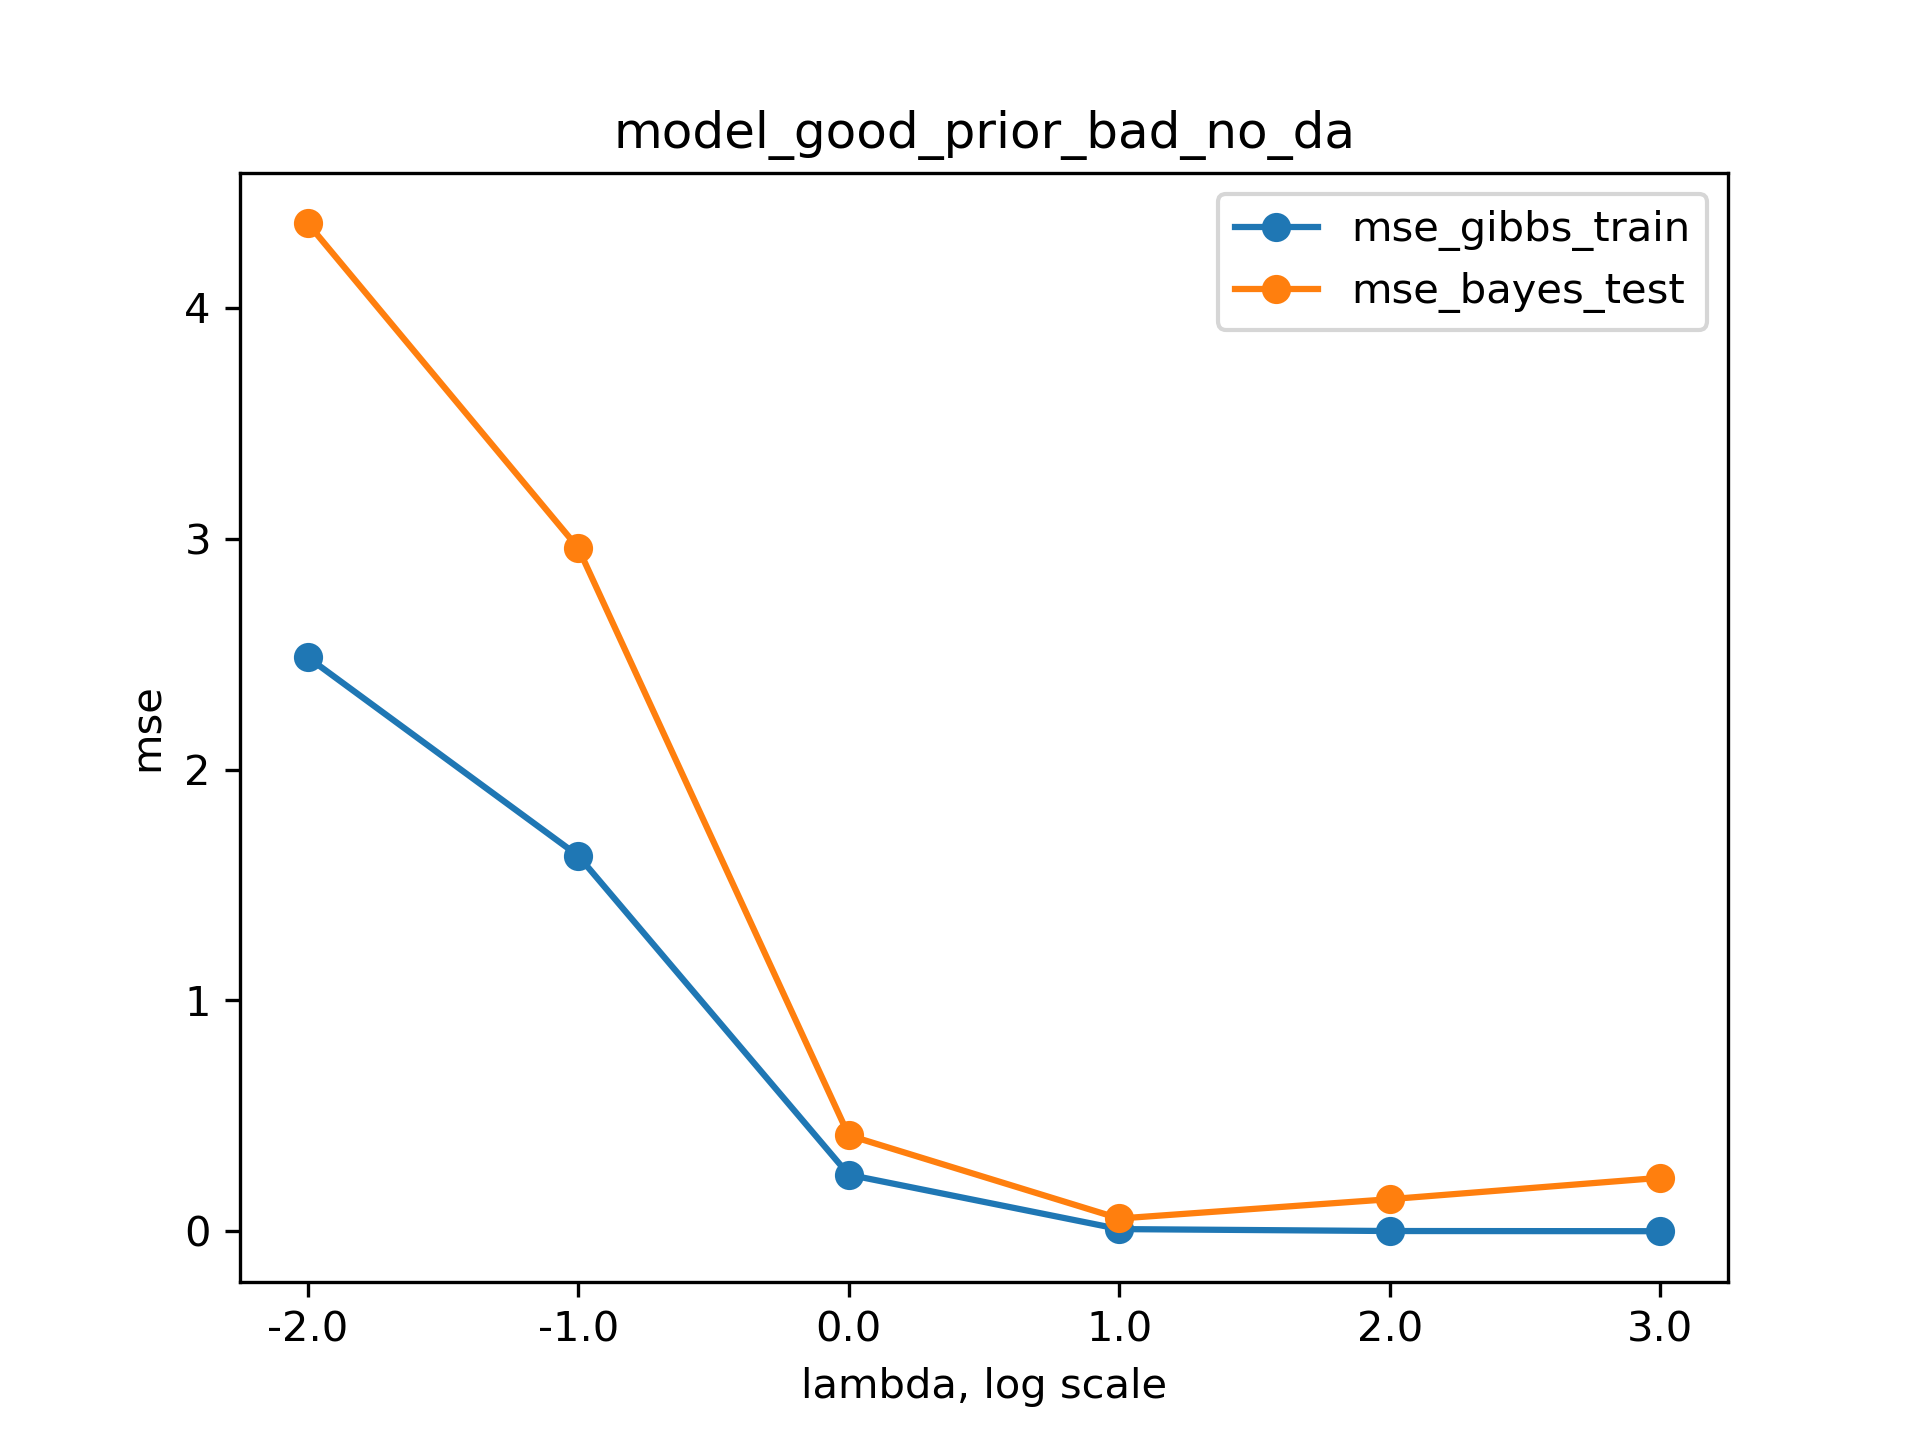 model_good_prior_bad_no_da
mse_gibbs_train
mse_bayes_test
mse
4
3
2
1
0
-2.0 -1.0 0.0 1.0 2.0 3.0
lambda, log scale